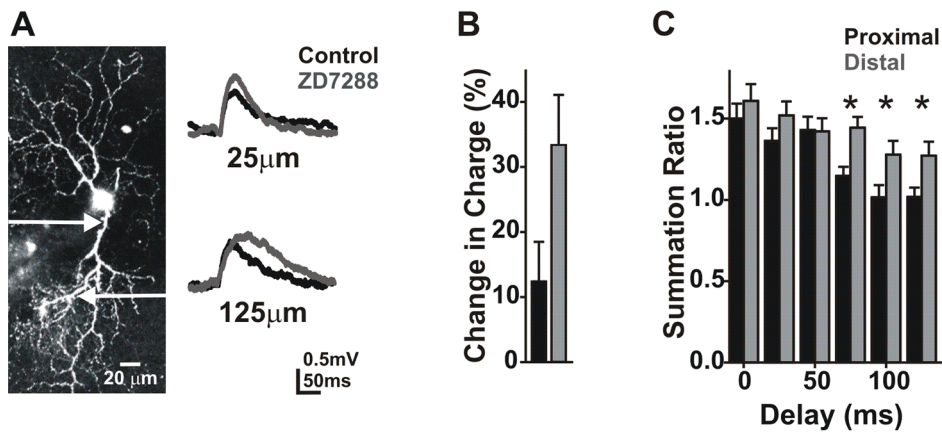 A
Control
ZD7288
25μm
125μm
0.5mV
50ms
20 μm
B
Change in Charge (%)
40
30
20
10
0
C
Proximal
Distal
* * *
Summation Ratio
1.5
1.0
0.5
0.0
0 50 100
Delay (ms)